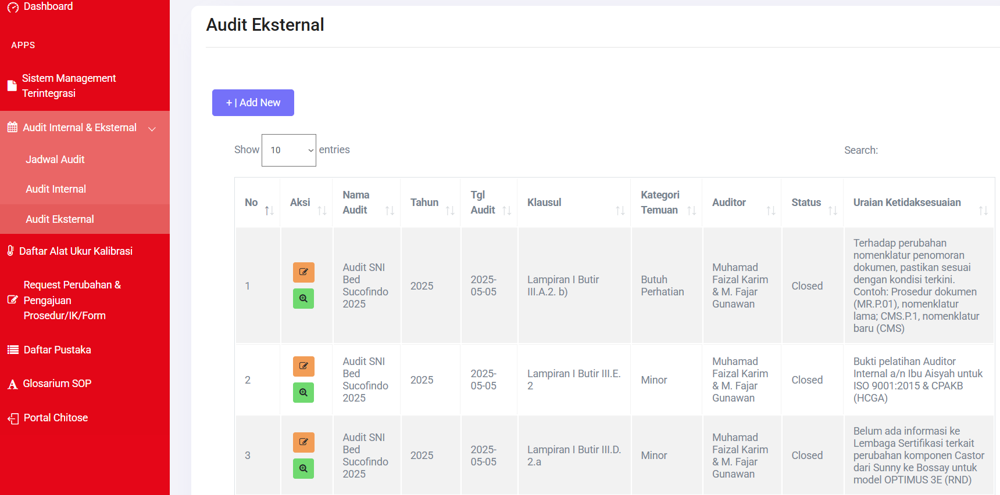 Dashboard
APPS
Sistem Management
Terintegrasi
Audit Internal & Eksternal
Jadwal Audit
Audit Internal
Audit Eksternal
Daftar Alat Ukur Kalibrasi
Request Perubahan &
Pengajuan
Prosedur/IK/Form
Daftar Pustaka
Glosarium SOP
Portal Chitose
Audit Eksternal
+ | Add New
Show 10 entries
Search:
No
Aksi
Nama
Audit
Tahun
Tgl
Audit
Klausul
Kategori
Temuan
Auditor
Status
Uraian Ketidaksesuaian
1
Audit SNI
Bed
Sucofindo
2025
2025
2025-
05-05
Lampiran I Butir
III.A.2. b)
Butuh
Perhatian
Muhamad
Faizal Karim
& M. Fajar
Gunawan
Closed
Terhadap perubahan
nomenklatur penomoran
dokumen, pastikan sesuai
dengan kondisi terkini.
Contoh: Prosedur dokumen
(MR.P.01), nomenklatur
lama; CMS.P.1, nomenklatur
baru (CMS)
2
Audit SNI
Bed
Sucofindo
2025
2025
2025-
05-05
Lampiran I Butir III.E.
2
Minor
Muhamad
Faizal Karim
& M. Fajar
Gunawan
Closed
Bukti pelatihan Auditor
Internal a/n Ibu Aisyah untuk
ISO 9001:2015 & CPAKB
(HCGA)
3
Audit SNI
Bed
Sucofindo
2025
2025
2025-
05-05
Lampiran I Butir III.D.
2.a
Minor
Muhamad
Faizal Karim
& M. Fajar
Gunawan
Closed
Belum ada informasi ke
Lembaga Sertifikasi terkait
perubahan komponen Castor
dari Sunny ke Bossay untuk
model OPTIMUS 3E (RND)